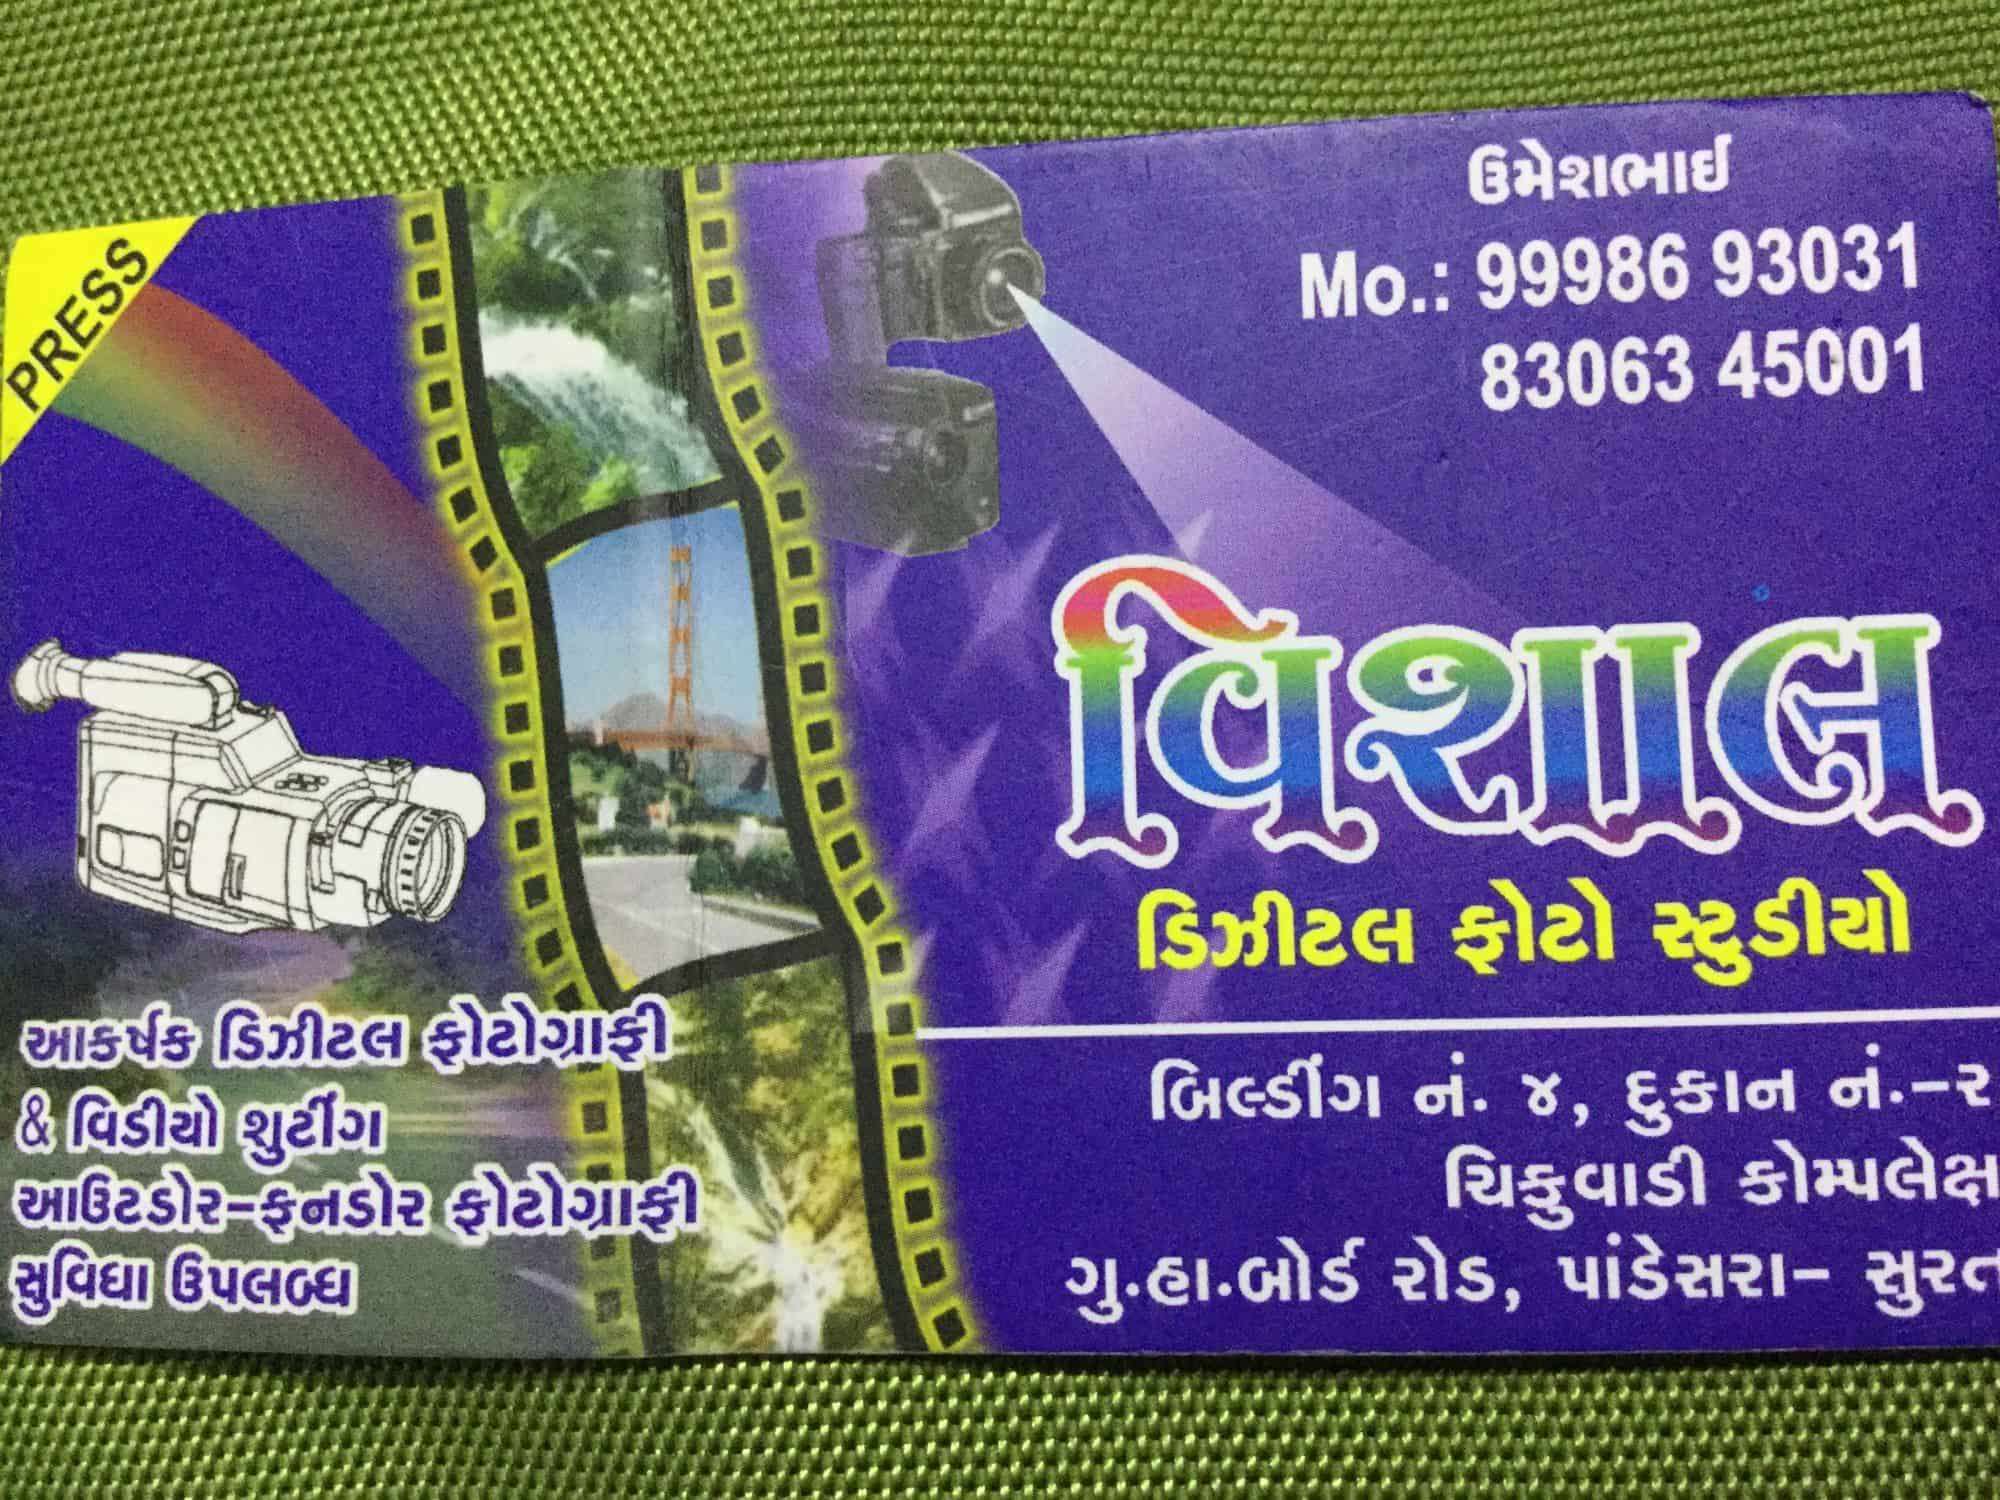 PRESS
ઉમેશભાઈ
Mo.: 99986 93031
83063 45001
વિશાલ
ડિઝીટલ ફોટો સ્ટુડીયો
આકર્ષક ડિઝીટલ ફોટોગ્રાફી
& વિડીયો શુટીંગ
આઉટડોર-ફનડોર ફોટોગ્રાફી
સુવિધા ઉપલબ્ધ
બિલ્ડીંગ નં. ૪, દુકાન નં.-૨
ચિકુવાડી કોમ્પલેક્ષ
ગુ.હા.બોર્ડ રોડ, પાંડેસરા- સુરત